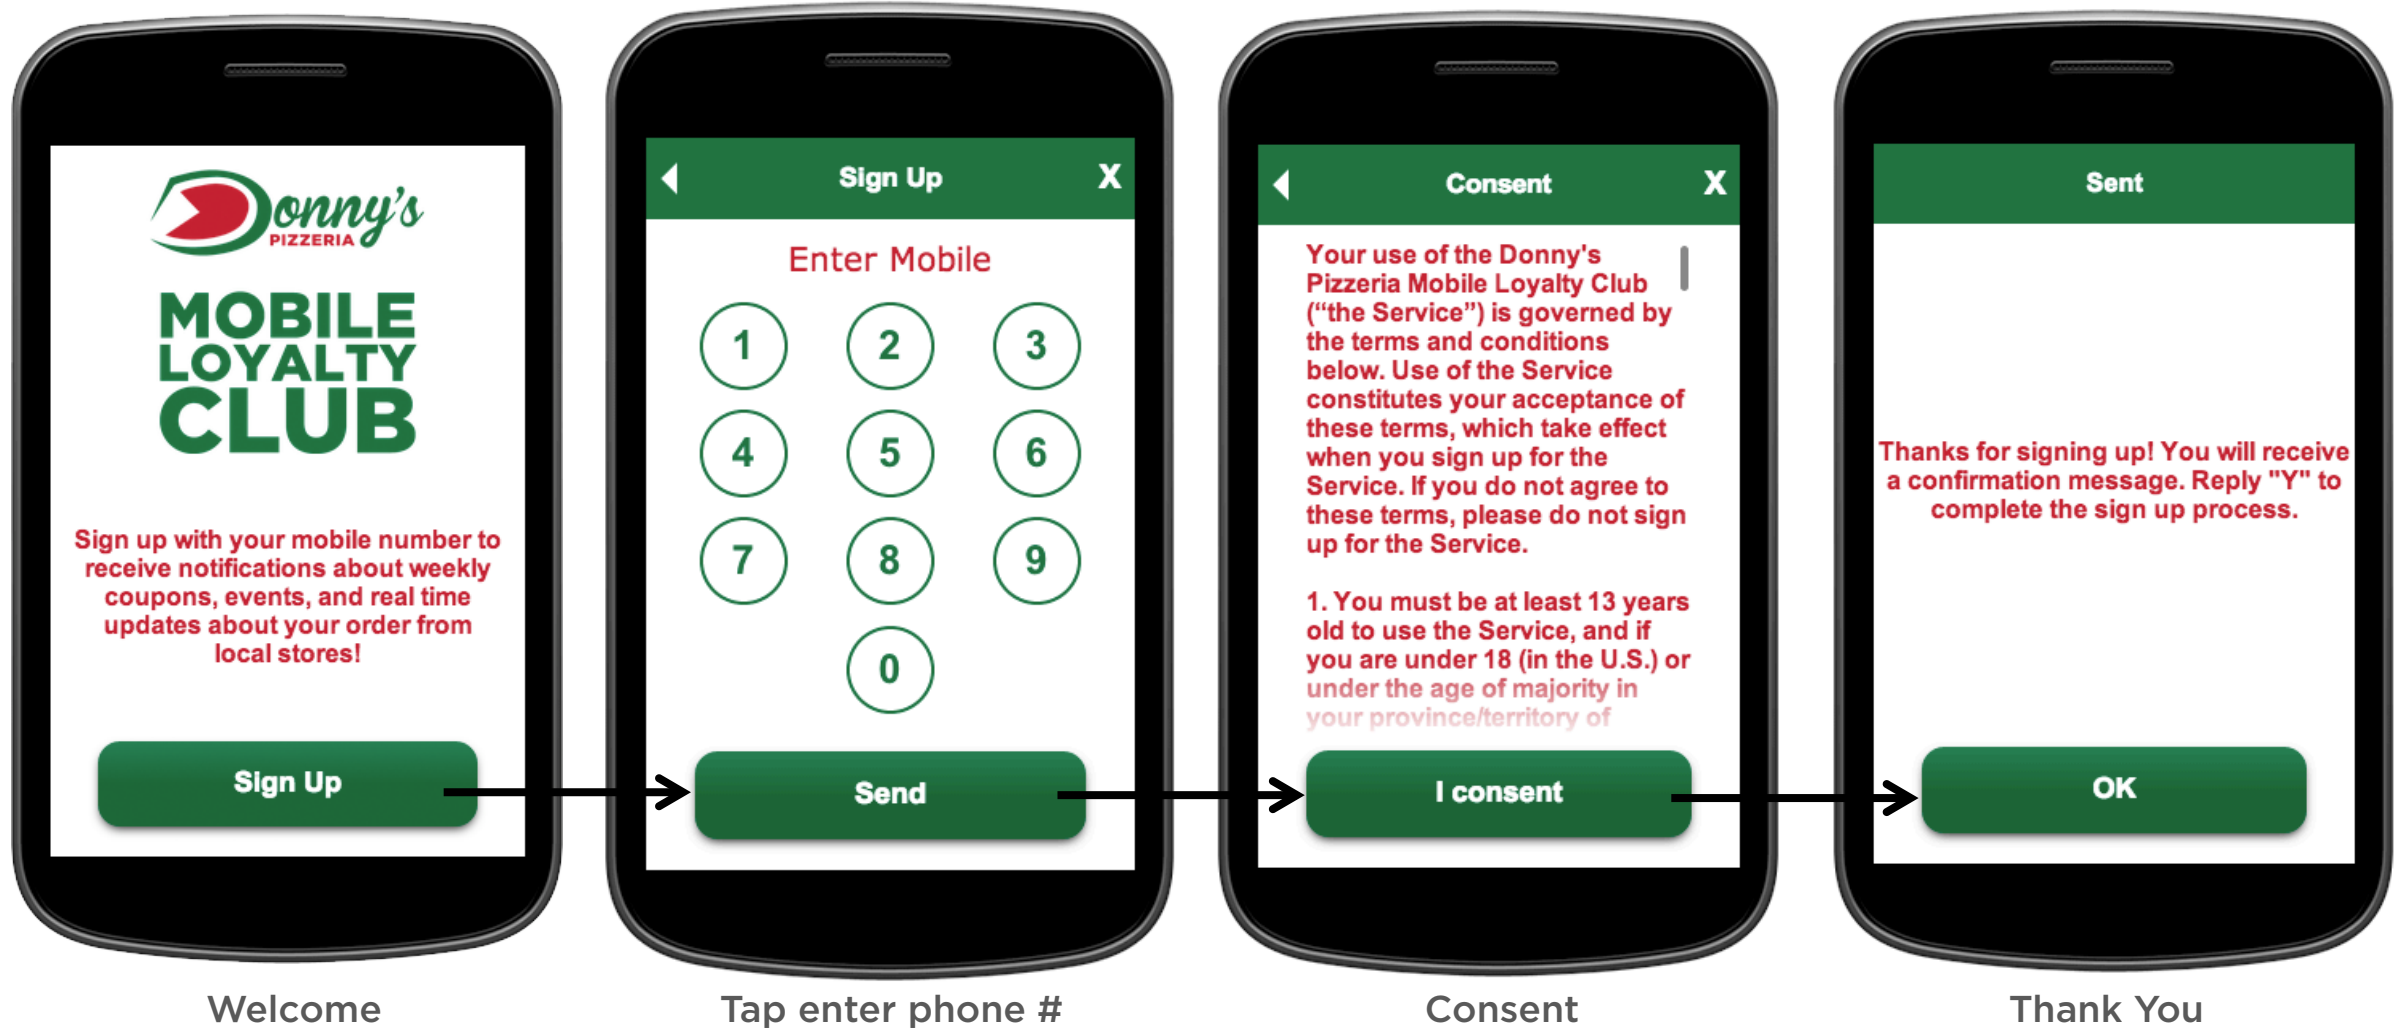 Donny's
PIZZERIA
MOBILE
LOYALTY
CLUB
Sign up with your mobile number to
receive notifications about weekly
coupons, events, and real time
updates about your order from
local stores!
Sign Up
Welcome
Sign Up X
Enter Mobile
1 2 3
4 5 6
7 8 9
0
Send
Tap enter phone #
Consent X
Your use of the Donny's
Pizzeria Mobile Loyalty Club
(“the Service”) is governed by
the terms and conditions
below. Use of the Service
constitutes your acceptance of
these terms, which take effect
when you sign up for the
Service. If you do not agree to
these terms, please do not sign
up for the Service.
1. You must be at least 13 years
old to use the Service, and if
you are under 18 (in the U.S.) or
under the age of majority in
your province/territory of
I consent
Consent
Sent
Thanks for signing up! You will receive
a confirmation message. Reply "Y" to
complete the sign up process.
OK
Thank You